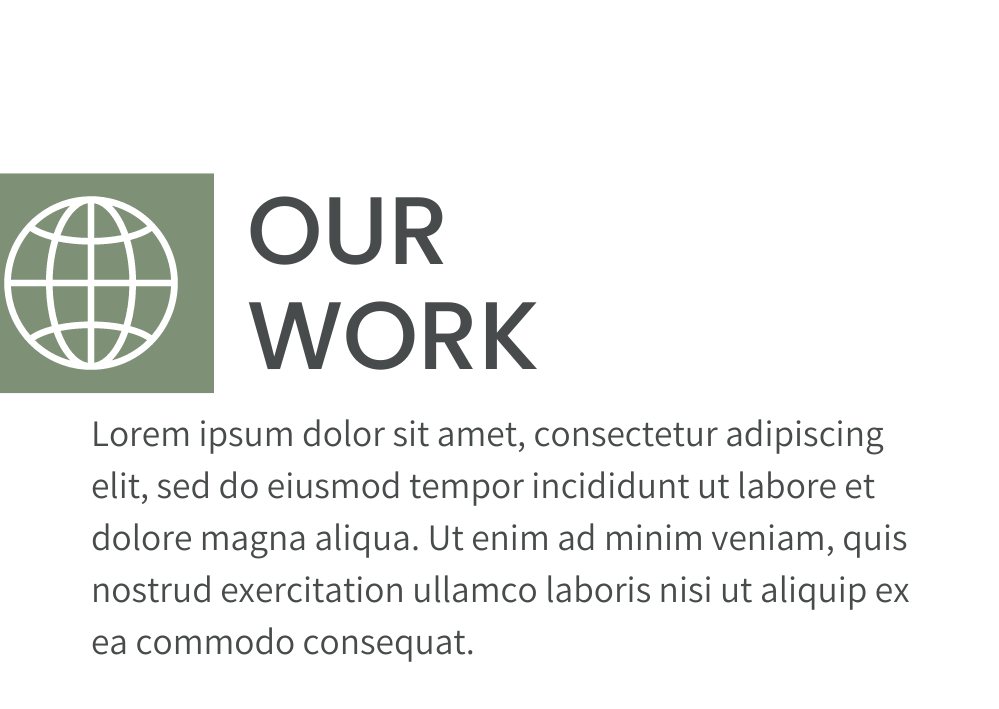 OUR
WORK
Lorem ipsum dolor sit amet, consectetur adipiscing
elit, sed do eiusmod tempor incididunt ut labore et
dolore magna aliqua. Ut enim ad minim veniam, quis
nostrud exercitation ullamco laboris nisi ut aliquip ex
ea commodo consequat.